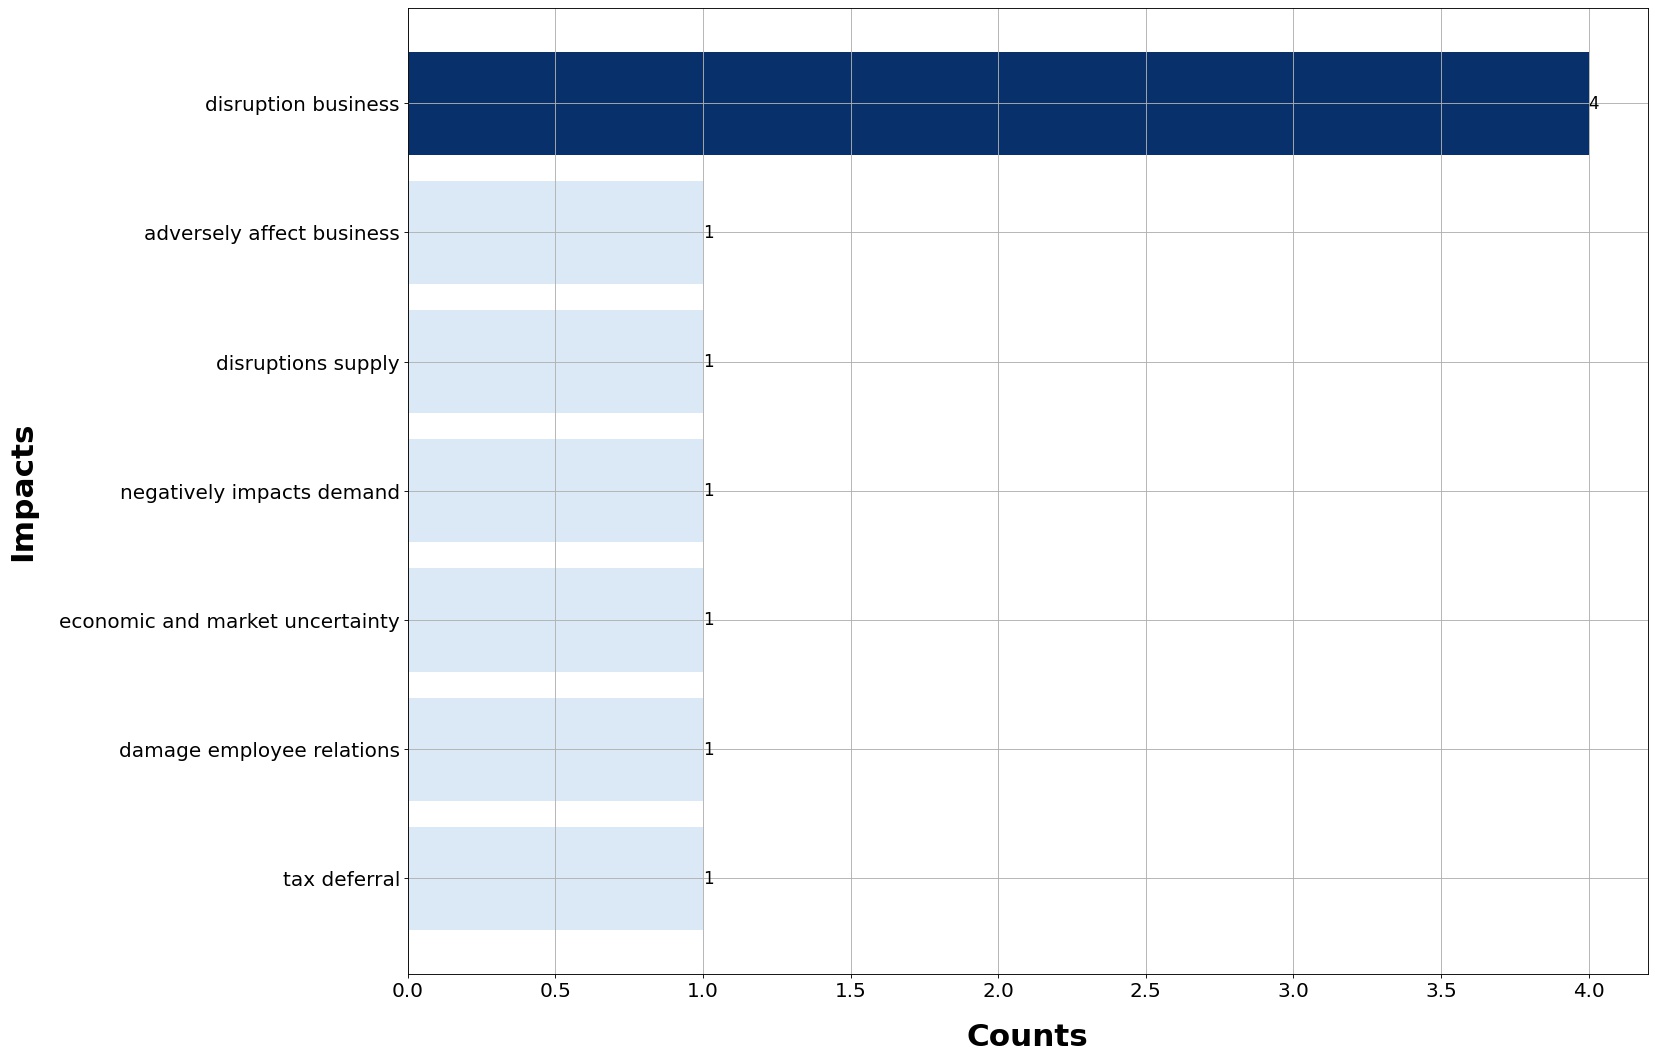 disruption business
4
adversely affect business
1
disruptions supply
1
negatively impacts demand
1
economic and market uncertainty
1
damage employee relations
1
tax deferral
1
Impacts
0.0 0.5 1.0 1.5 2.0 2.5 3.0 3.5 4.0
Counts